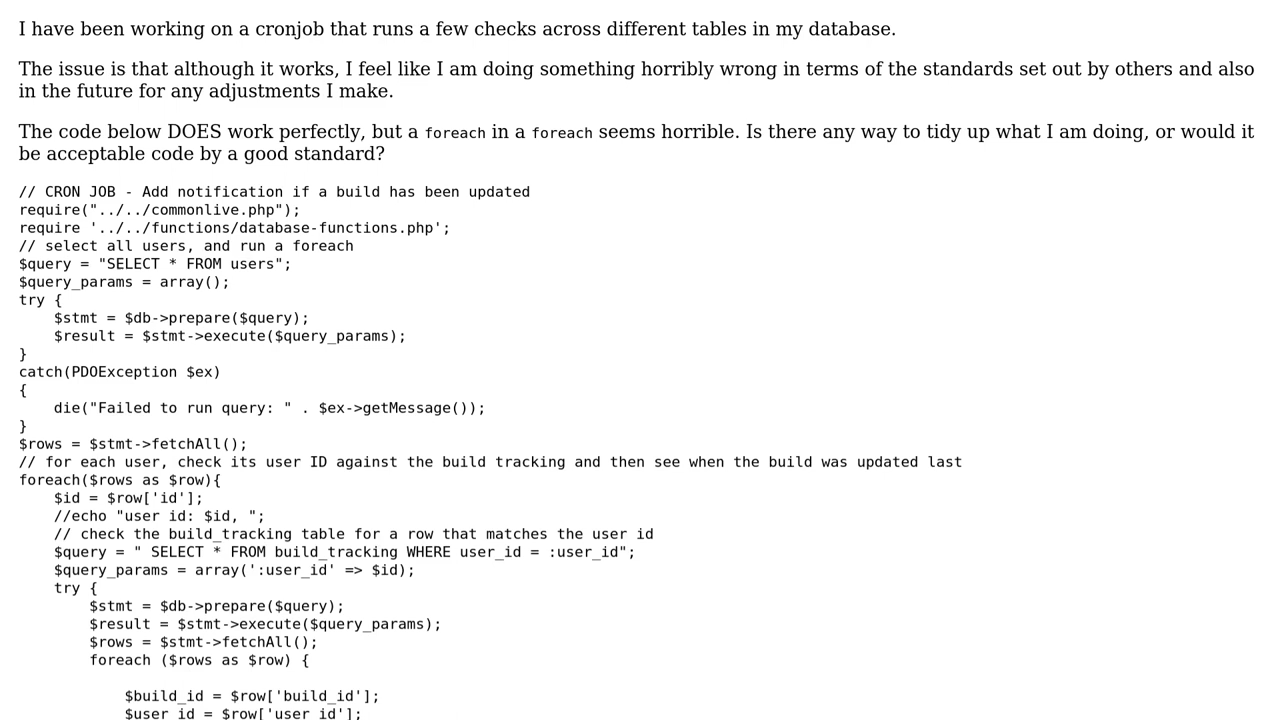 I have been working on a cronjob that runs a few checks across different tables in my database.
The issue is that although it works, I feel like I am doing something horribly wrong in terms of the standards set out by others and also
in the future for any adjustments I make.
The code below DOES work perfectly, but a foreach in a foreach seems horrible. Is there any way to tidy up what I am doing, or would it
be acceptable code by a good standard?
// CRON JOB - Add notification if a build has been updated
require("../../commonlive.php");
require '../../functions/database-functions.php';
// select all users, and run a foreach
$query = "SELECT * FROM users";
$query_params = array();
try {
    $stmt = $db->prepare($query);
    $result = $stmt->execute($query_params);
}
catch(PDOException $ex)
{
    die("Failed to run query: " . $ex->getMessage());
}
$rows = $stmt->fetchAll();
// for each user, check its user ID against the build tracking and then see when the build was updated last
foreach($rows as $row){
    $id = $row['id'];
    //echo "user id: $id, ";
    // check the build_tracking table for a row that matches the user id
    $query = " SELECT * FROM build_tracking WHERE user_id = :user_id";
    $query_params = array(':user_id' => $id);
    try {
        $stmt = $db->prepare($query);
        $result = $stmt->execute($query_params);
        $rows = $stmt->fetchAll();
        foreach ($rows as $row) {
            $build_id = $row['build_id'];
            $user_id = $row['user_id'];